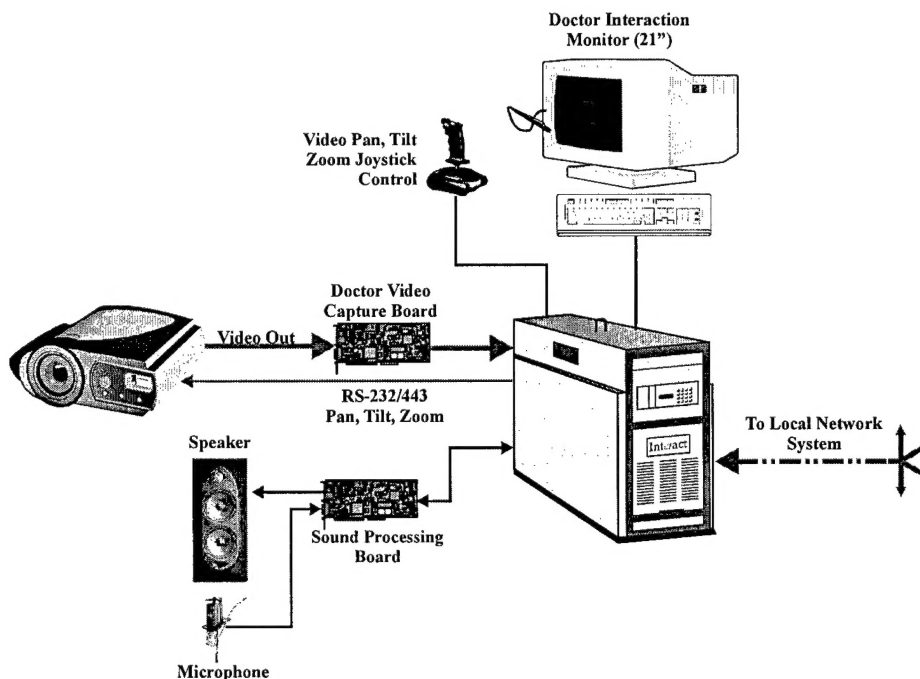 Doctor Interaction
Monitor (21”)
Video Pan, Tilt
Zoom Joystick
Control
Doctor Video
Capture Board
Video Out
RS-232/443
Pan, Tilt, Zoom
To Local Network
System
Interact
Speaker
Sound Processing
Board
Microphone